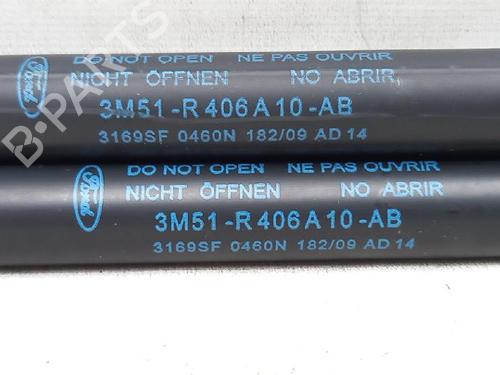 DO NOT OPEN NE PAS OUVRIR
NICHT ÖFFNEN NO ABRIR
3M51-R406A10-AB
3169SF 0460N 182/09 AD 14
Ford
DO NOT OPEN NE PAS OUVRIR
NICHT ÖFFNEN NO ABRIR
3M51-R406A10-AB
3169SF 0460N 182/09 AD 14
Ford
B-PARTS